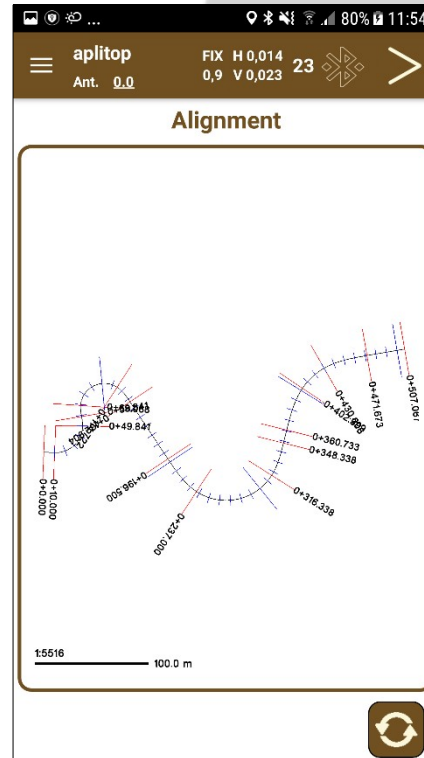 80% 11:54
aplitop
FIX H 0,014
23
Ant. 0.0
0,9 V 0,023
Alignment
0+49.841
0+0.000
0+10.000
0+196.500
0+237.000
0+316.338
0+348.338
0+360.733
0+471.673
0+507.067
1:5516
100.0 m